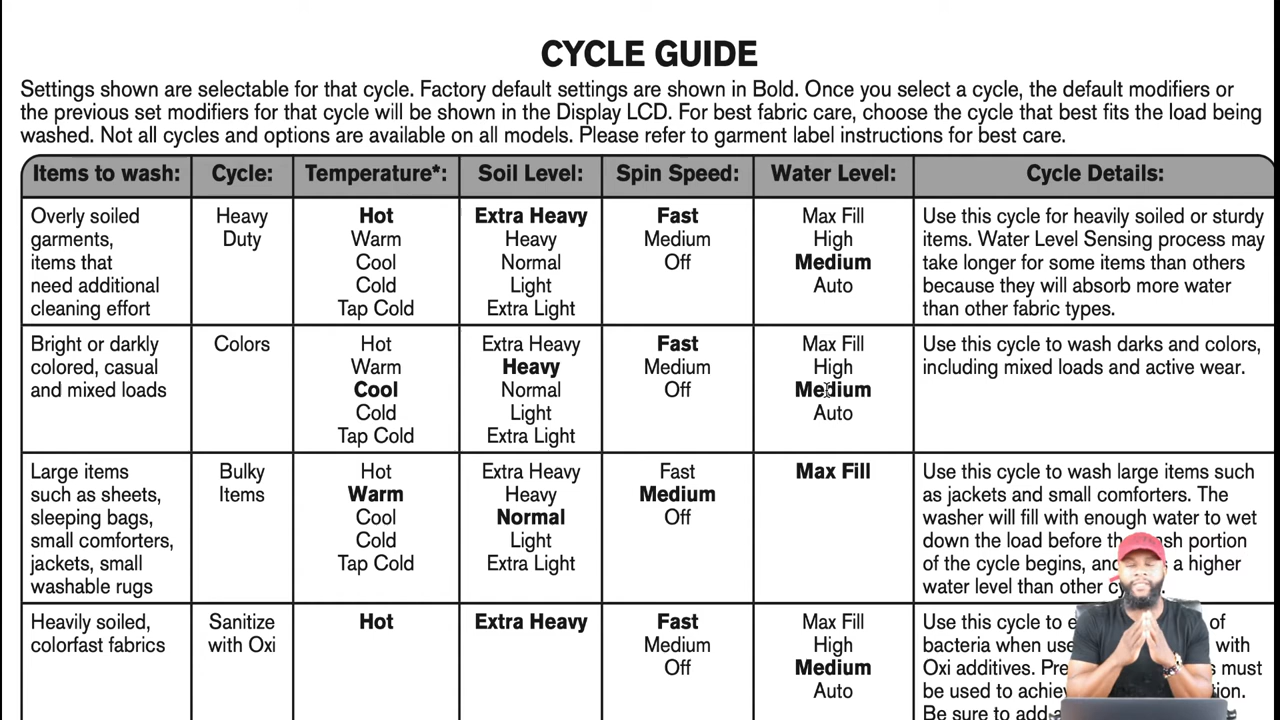 CYCLE GUIDE
Settings shown are selectable for that cycle. Factory default settings are shown in Bold. Once you select a cycle, the default modifiers or
the previous set modifiers for that cycle will be shown in the Display LCD. For best fabric care, choose the cycle that best fits the load being
washed. Not all cycles and options are available on all models. Please refer to garment label instructions for best care.
Items to wash: Cycle: Temperature*: Soil Level: Spin Speed: Water Level: Cycle Details:
Overly soiled Heavy Hot Extra Heavy Fast Max Fill Use this cycle for heavily soiled or sturdy
garments, Duty Warm Heavy Medium High items. Water Level Sensing process may
items that Cool Normal Off Medium take longer for some items than others
need additional Cold Light Auto because they will absorb more water
cleaning effort Tap Cold Extra Light than other fabric types.
Bright or darkly Colors Hot Extra Heavy Fast Max Fill Use this cycle to wash darks and colors,
colored, casual Warm Heavy Medium High including mixed loads and active wear.
and mixed loads Cool Normal Off Medium
Cold Light Auto
Tap Cold Extra Light
Large items Bulky Hot Extra Heavy Fast Max Fill Use this cycle to wash large items such
such as sheets, Items Warm Heavy Medium as jackets and small comforters. The
sleeping bags, Cool Normal Off washer will fill with enough water to wet
small comforters, Cold Light down the load before portion
jackets, small Tap Cold Extra Light of the cycle begins, a higher
washable rugs water level than other
Heavily soiled, Sanitize Hot Extra Heavy Fast Max Fill Use this cycle to of
colorfast fabrics with Oxi Medium High bacteria when with
Off Medium Oxi additives. must
Auto be used to
Be sure to add